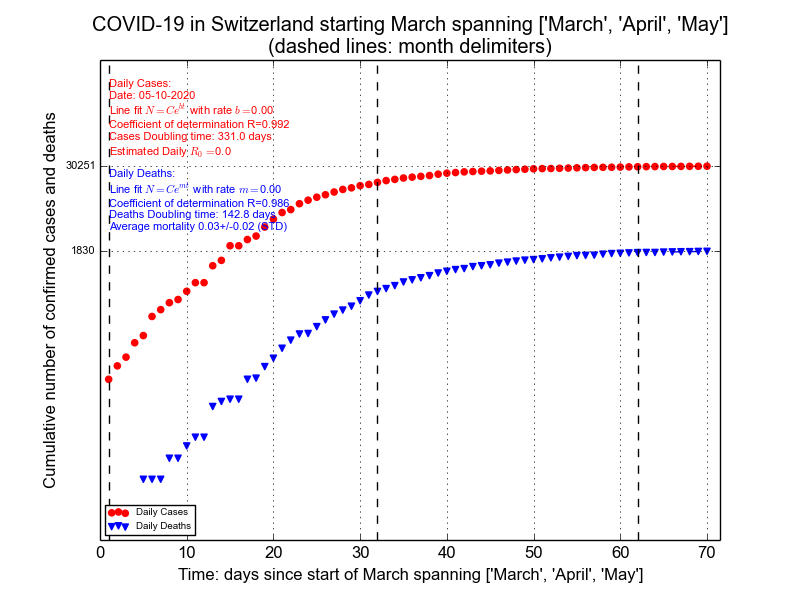 COVID-19 in Switzerland starting March spanning ['March', 'April', 'May']
(dashed lines: month delimiters)
Cumulative number of confirmed cases and deaths
Daily Cases:
Date: 05-10-2020
Line fit N = Ce^{bt} with rate b =0.00
Coefficient of determination R=0.992
Cases Doubling time: 331.0 days
Estimated Daily R_0 =0.0
Daily Deaths:
Line fit N = Ce^{mt} with rate m =0.00
Coefficient of determination R=0.986
Deaths Doubling time: 142.8 days
Average mortality 0.03+/-0.02 (STD)
30251
1830
Daily Cases
Daily Deaths
0 10 20 30 40 50 60 70
Time: days since start of March spanning ['March', 'April', 'May']